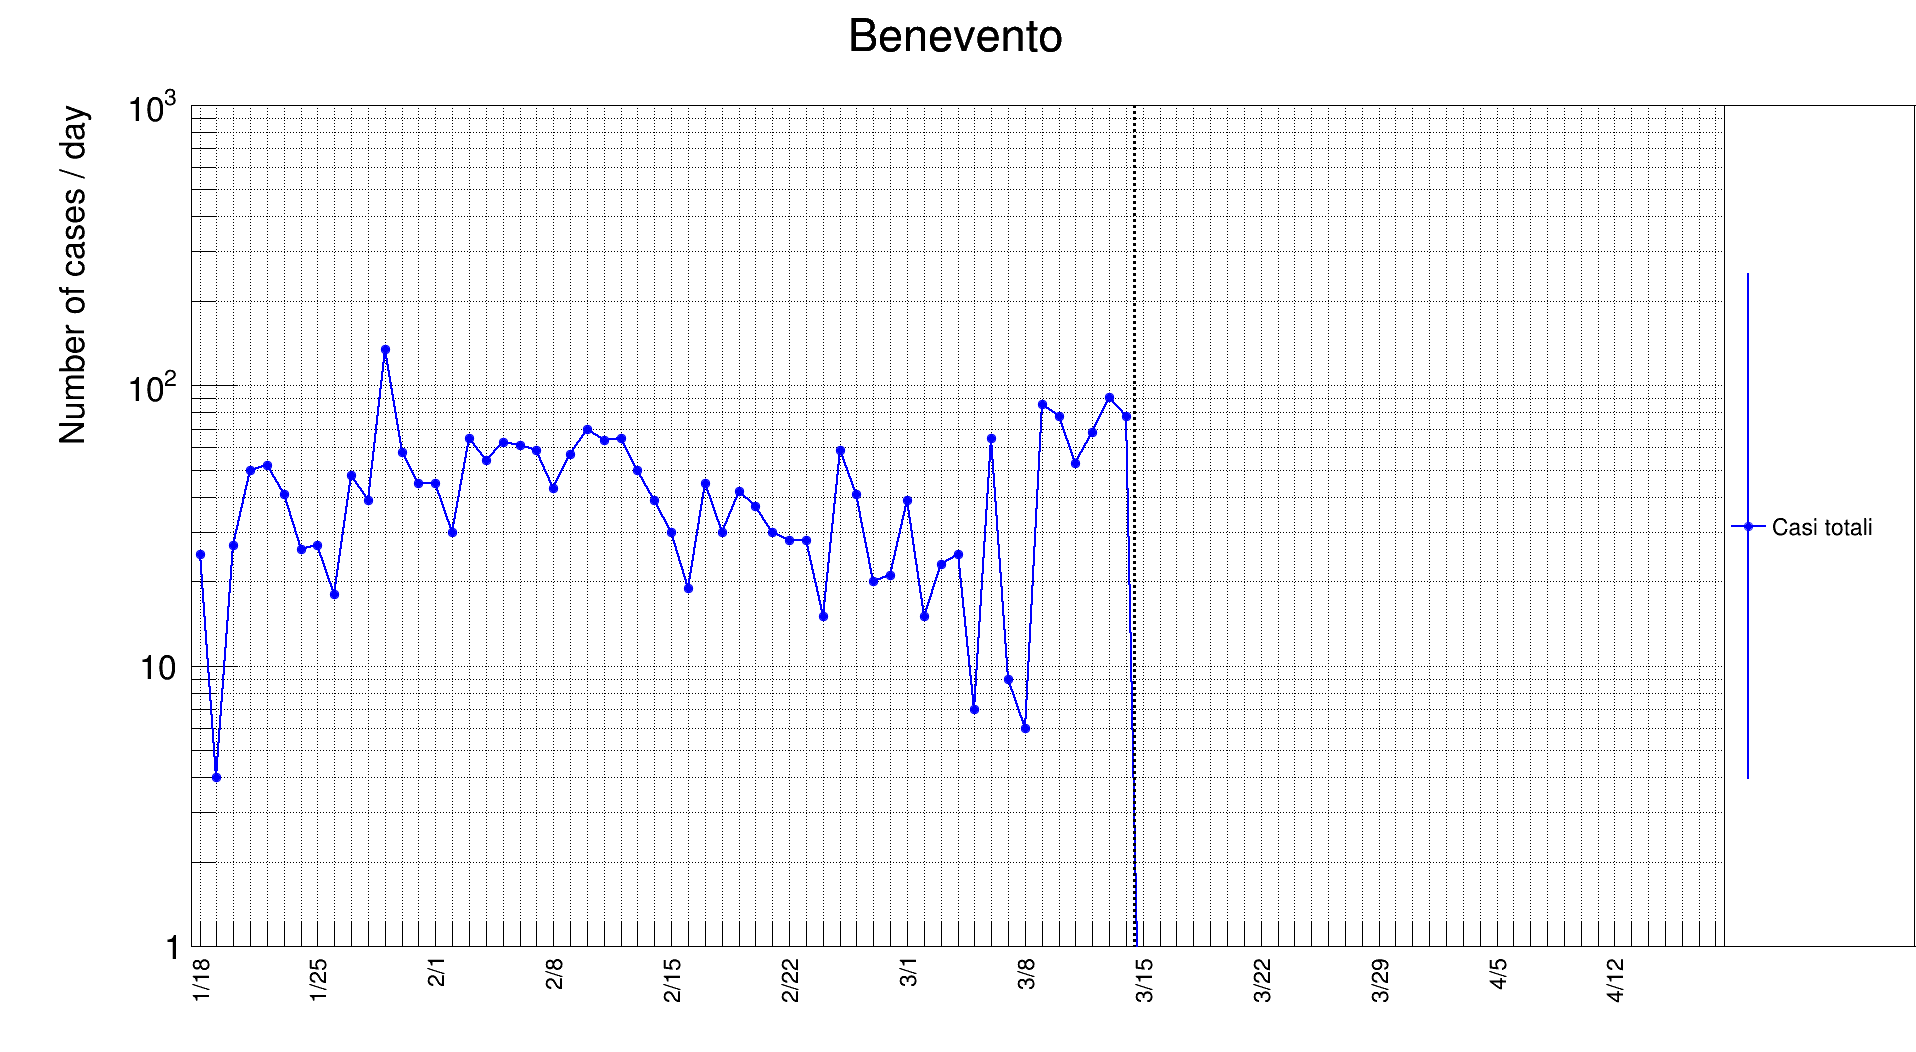 Benevento
Number of cases / day
10³
10²
10
1
1/18 1/25 2/1 2/8 2/15 2/22 3/1 3/8 3/15 3/22 3/29 4/5 4/12
Casi totali